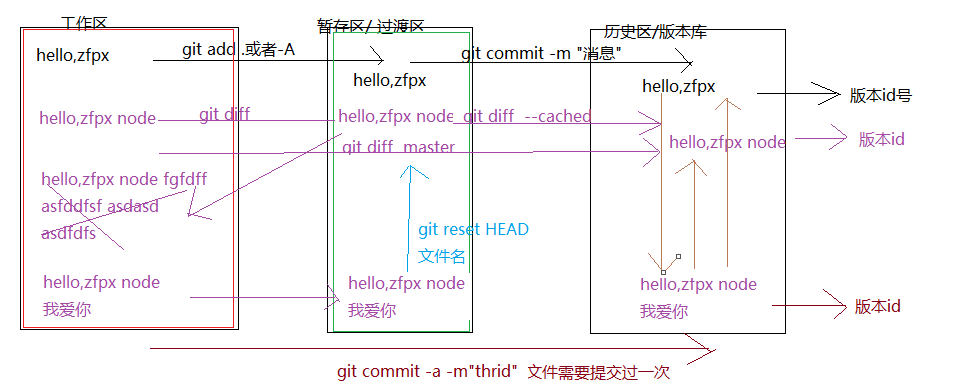 工作区
暂存区/ 过渡区
历史区/版本库
hello,zfpx
git add .或者-A
git commit -m "消息"
hello,zfpx
hello,zfpx
版本id号
hello,zfpx node
git diff
hello,zfpx node
git diff --cached
hello,zfpx node
版本id
git diff master
hello,zfpx node fgfdff
asfddfsf asdasd
asdfdfs
git reset HEAD
文件名
hello,zfpx node
我爱你
hello,zfpx node
我爱你
hello,zfpx node
我爱你
版本id
git commit -a -m"thrid" 文件需要提交过一次